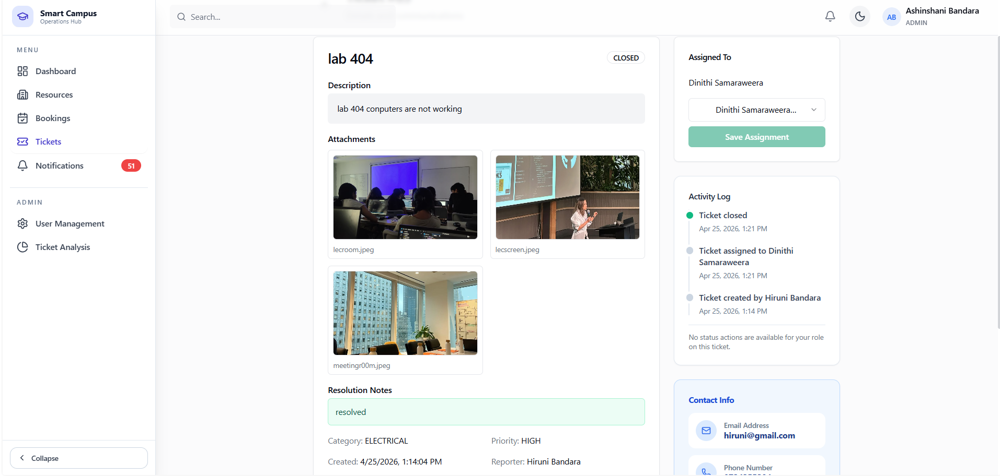 Smart Campus
Operations Hub
Search...
AB
Ashinshani Bandara
ADMIN
MENU
Dashboard
Resources
Bookings
Tickets
Notifications
51
ADMIN
User Management
Ticket Analysis
Collapse
lab 404
CLOSED
Description
lab 404 conputers are not working
Attachments
lecroom.jpeg
lecscreen.jpeg
meetingr00m.jpeg
Resolution Notes
resolved
Category: ELECTRICAL
Priority: HIGH
Created: 4/25/2026, 1:14:04 PM
Reporter: Hiruni Bandara
Assigned To
Dinithi Samaraweera
Dinithi Samaraweera...
Save Assignment
Activity Log
Ticket closed
Apr 25, 2026, 1:21 PM
Ticket assigned to Dinithi
Samaraweera
Apr 25, 2026, 1:21 PM
Ticket created by Hiruni Bandara
Apr 25, 2026, 1:14 PM
No status actions are available for your role
on this ticket.
Contact Info
Email Address
hiruni@gmail.com
Phone Number